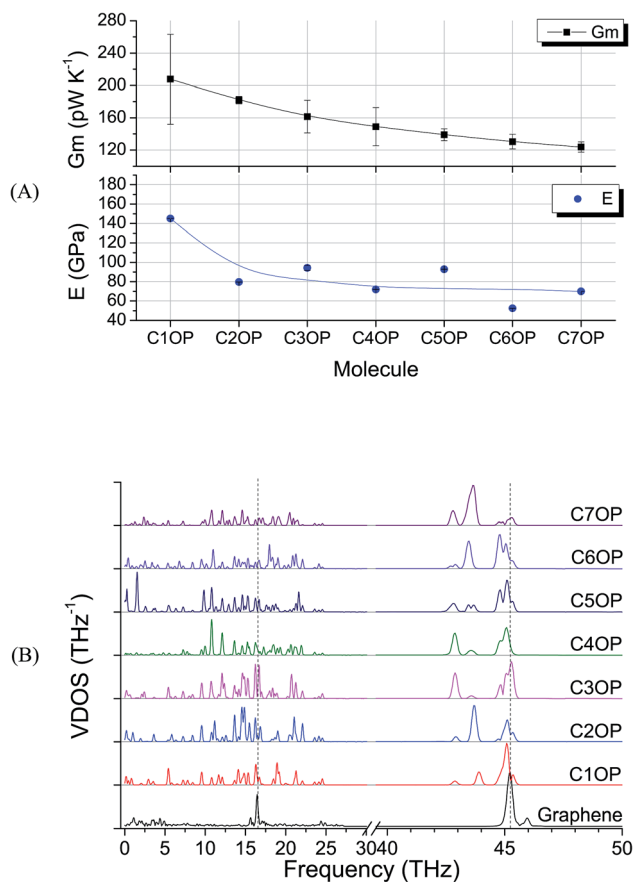 (A)
Gm (pW K⁻¹)
280
240
200
160
120
Gm
E (GPa)
180
160
140
120
100
80
60
40
E
C1OP C2OP C3OP C4OP C5OP C6OP C7OP
Molecule
(B)
VDOS (THz⁻¹)
C7OP
C6OP
C5OP
C4OP
C3OP
C2OP
C1OP
Graphene
0 5 10 15 20 25 30 40 45 50
Frequency (THz)